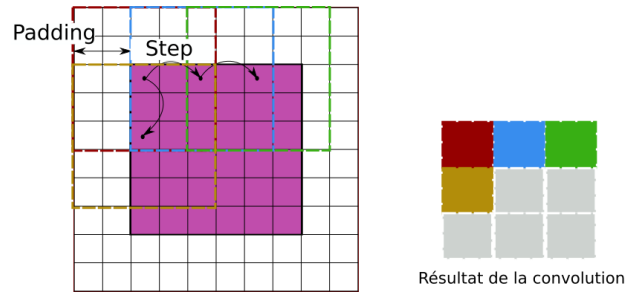 Padding
Step
Résultat de la convolution